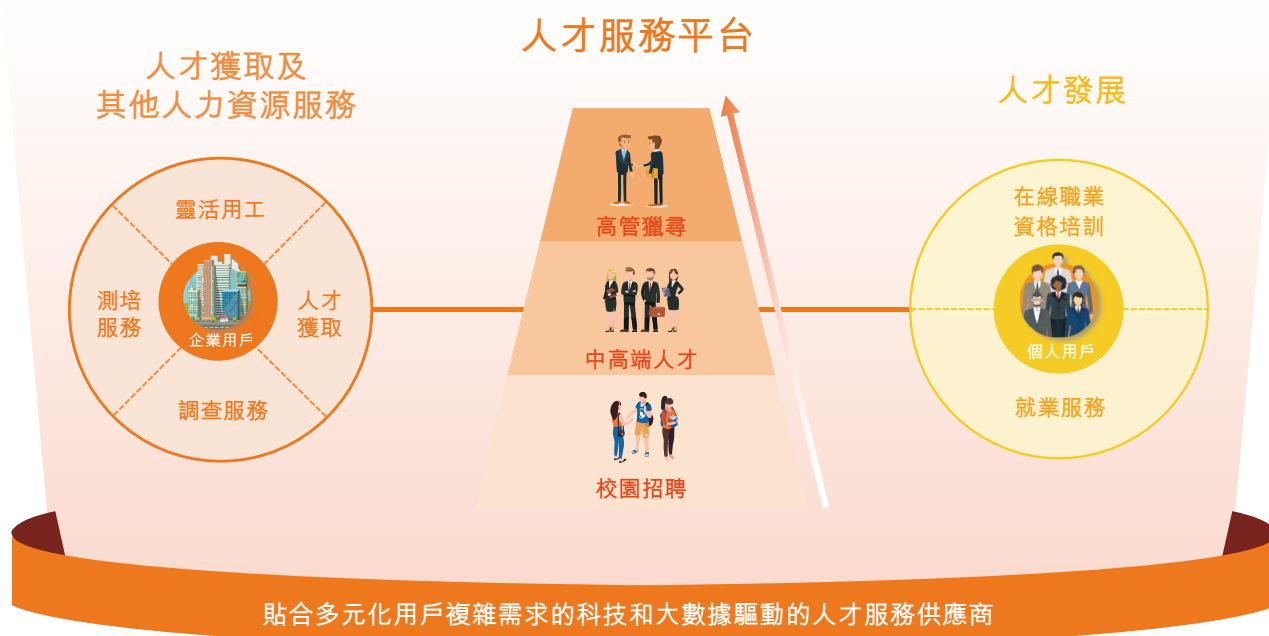 人才服務平台
人才獲取及
其他人力資源服務
靈活用工
測培
服務
人才
獲取
企業用戶
調查服務
高管獵尋
中高端人才
校園招聘
人才發展
在線職業
資格培訓
個人用戶
就業服務
貼合多元化用戶複雜需求的科技和大數據驅動的人才服務供應商